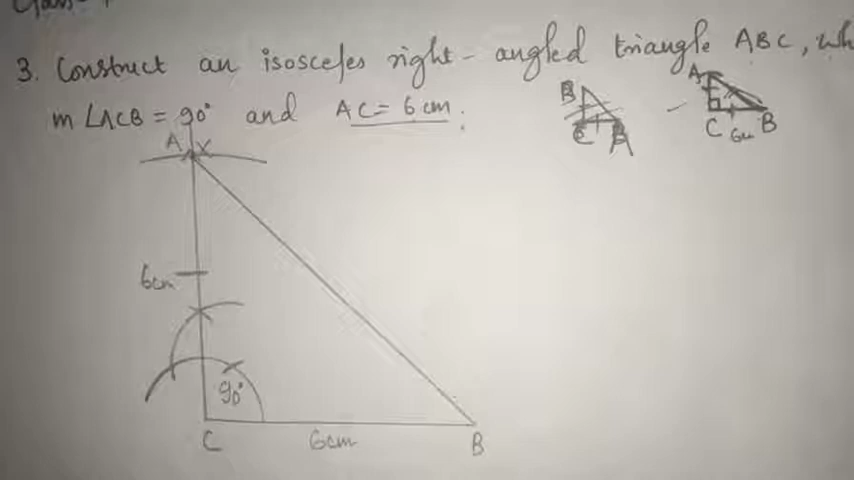 3. Construct an isosceles right-angled triangle ABC, wh
m ∠ACB = 90° and AC = 6 cm.
B
C A
A
C 6cm B
A X
6cm
90°
C 6cm B